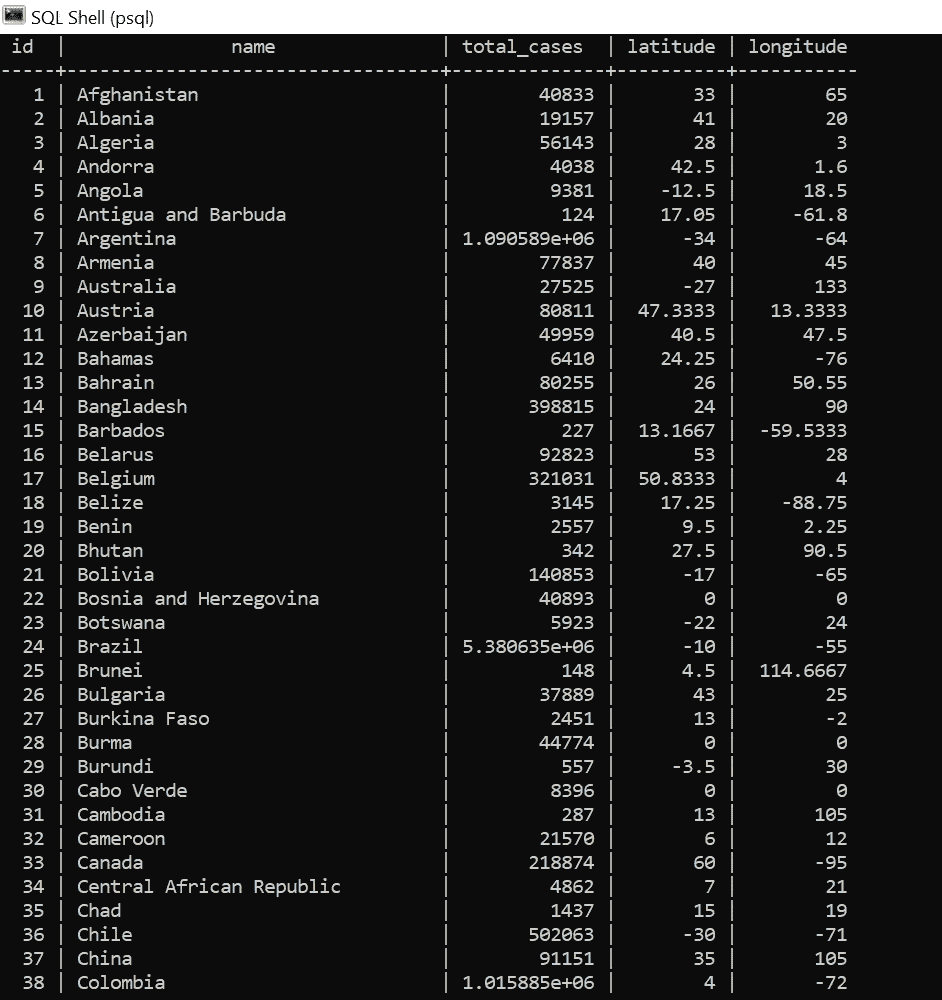 SQL Shell (psql)
id | name | total_cases | latitude | longitude
-----+----------------------------------+--------------+----------+-----------
1 | Afghanistan | 40833 | 33 | 65
2 | Albania | 19157 | 41 | 20
3 | Algeria | 56143 | 28 | 3
4 | Andorra | 4038 | 42.5 | 1.6
5 | Angola | 9381 | -12.5 | 18.5
6 | Antigua and Barbuda | 124 | 17.05 | -61.8
7 | Argentina | 1.090589e+06 | -34 | -64
8 | Armenia | 77837 | 40 | 45
9 | Australia | 27525 | -27 | 133
10 | Austria | 80811 | 47.3333 | 13.3333
11 | Azerbaijan | 49959 | 40.5 | 47.5
12 | Bahamas | 6410 | 24.25 | -76
13 | Bahrain | 80255 | 26 | 50.55
14 | Bangladesh | 398815 | 24 | 90
15 | Barbados | 227 | 13.1667 | -59.5333
16 | Belarus | 92823 | 53 | 28
17 | Belgium | 321031 | 50.8333 | 4
18 | Belize | 3145 | 17.25 | -88.75
19 | Benin | 2557 | 9.5 | 2.25
20 | Bhutan | 342 | 27.5 | 90.5
21 | Bolivia | 140853 | -17 | -65
22 | Bosnia and Herzegovina | 40893 | 0 | 0
23 | Botswana | 5923 | -22 | 24
24 | Brazil | 5.380635e+06 | -10 | -55
25 | Brunei | 148 | 4.5 | 114.6667
26 | Bulgaria | 37889 | 43 | 25
27 | Burkina Faso | 2451 | 13 | -2
28 | Burma | 44774 | 0 | 0
29 | Burundi | 557 | -3.5 | 30
30 | Cabo Verde | 8396 | 0 | 0
31 | Cambodia | 287 | 13 | 105
32 | Cameroon | 21570 | 6 | 12
33 | Canada | 218874 | 60 | -95
34 | Central African Republic | 4862 | 7 | 21
35 | Chad | 1437 | 15 | 19
36 | Chile | 502063 | -30 | -71
37 | China | 91151 | 35 | 105
38 | Colombia | 1.015885e+06 | 4 | -72